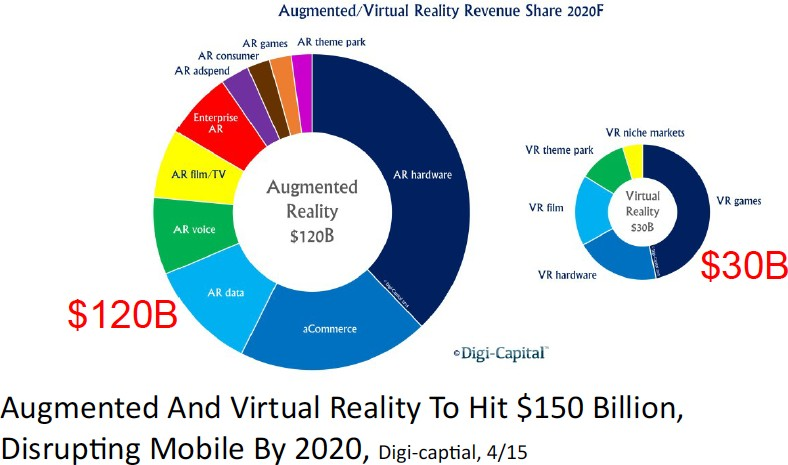 Augmented/Virtual Reality Revenue Share 2020F
AR theme park
AR games
AR consumer
AR adspend
Enterprise
AR
AR film/TV
AR voice
AR data
aCommerce
AR hardware
Augmented
Reality
$120B
$120B
VR niche markets
VR theme park
VR film
VR hardware
VR games
Virtual
Reality
$30B
$30B
©Digi-Capital™
Augmented And Virtual Reality To Hit $150 Billion,
Disrupting Mobile By 2020, Digi-captial, 4/15